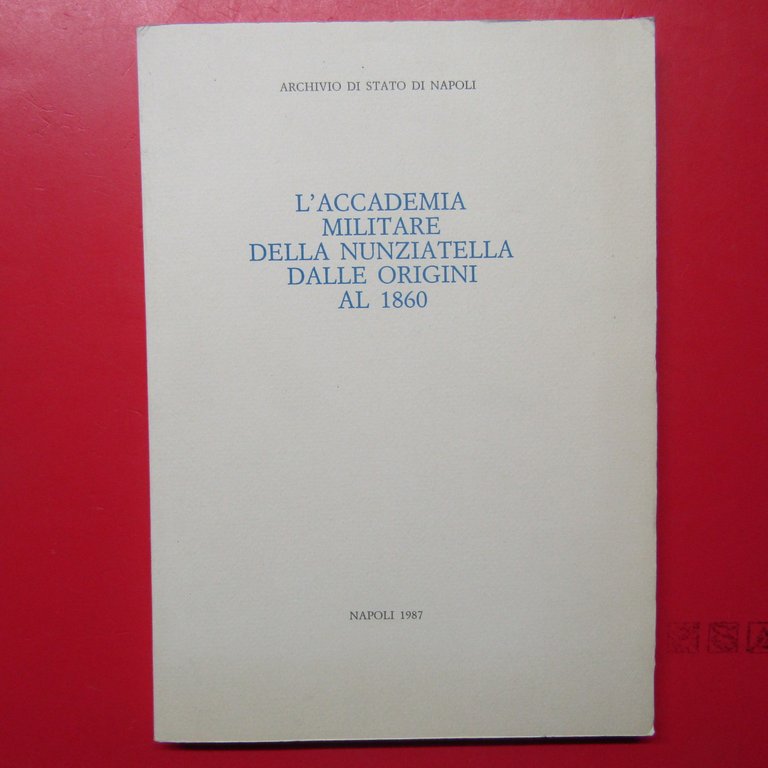 ARCHIVIO DI STATO DI NAPOLI
L'ACCADEMIA
MILITARE
DELLA NUNZIATELLA
DALLE ORIGINI
AL 1860
NAPOLI 1987